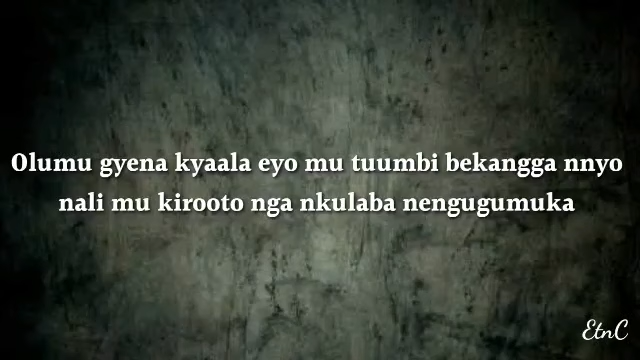 Olumu gyena kyaala eyo mu tuumbi bekangga nnyo
nali mu kirooto nga nkulaba nengugumuka
EtnC